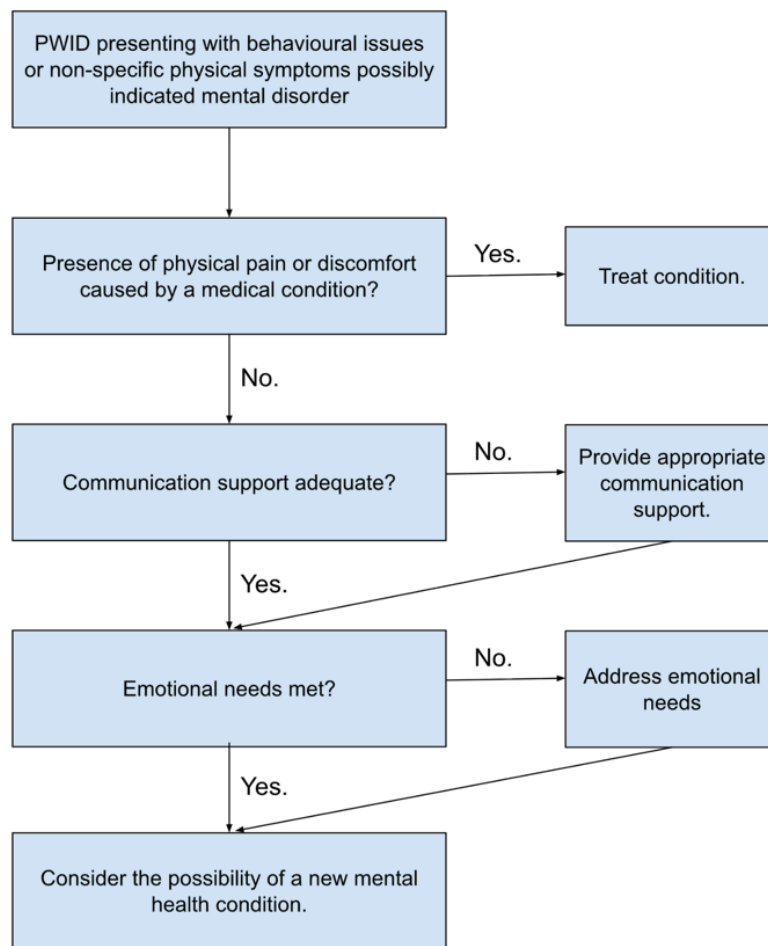 PWID presenting with behavioural issues
or non-specific physical symptoms possibly
indicated mental disorder
Presence of physical pain or discomfort
caused by a medical condition?
Yes.
Treat condition.
No.
Communication support adequate?
No.
Provide appropriate
communication
support.
Yes.
Emotional needs met?
No.
Address emotional
needs
Yes.
Consider the possibility of a new mental
health condition.